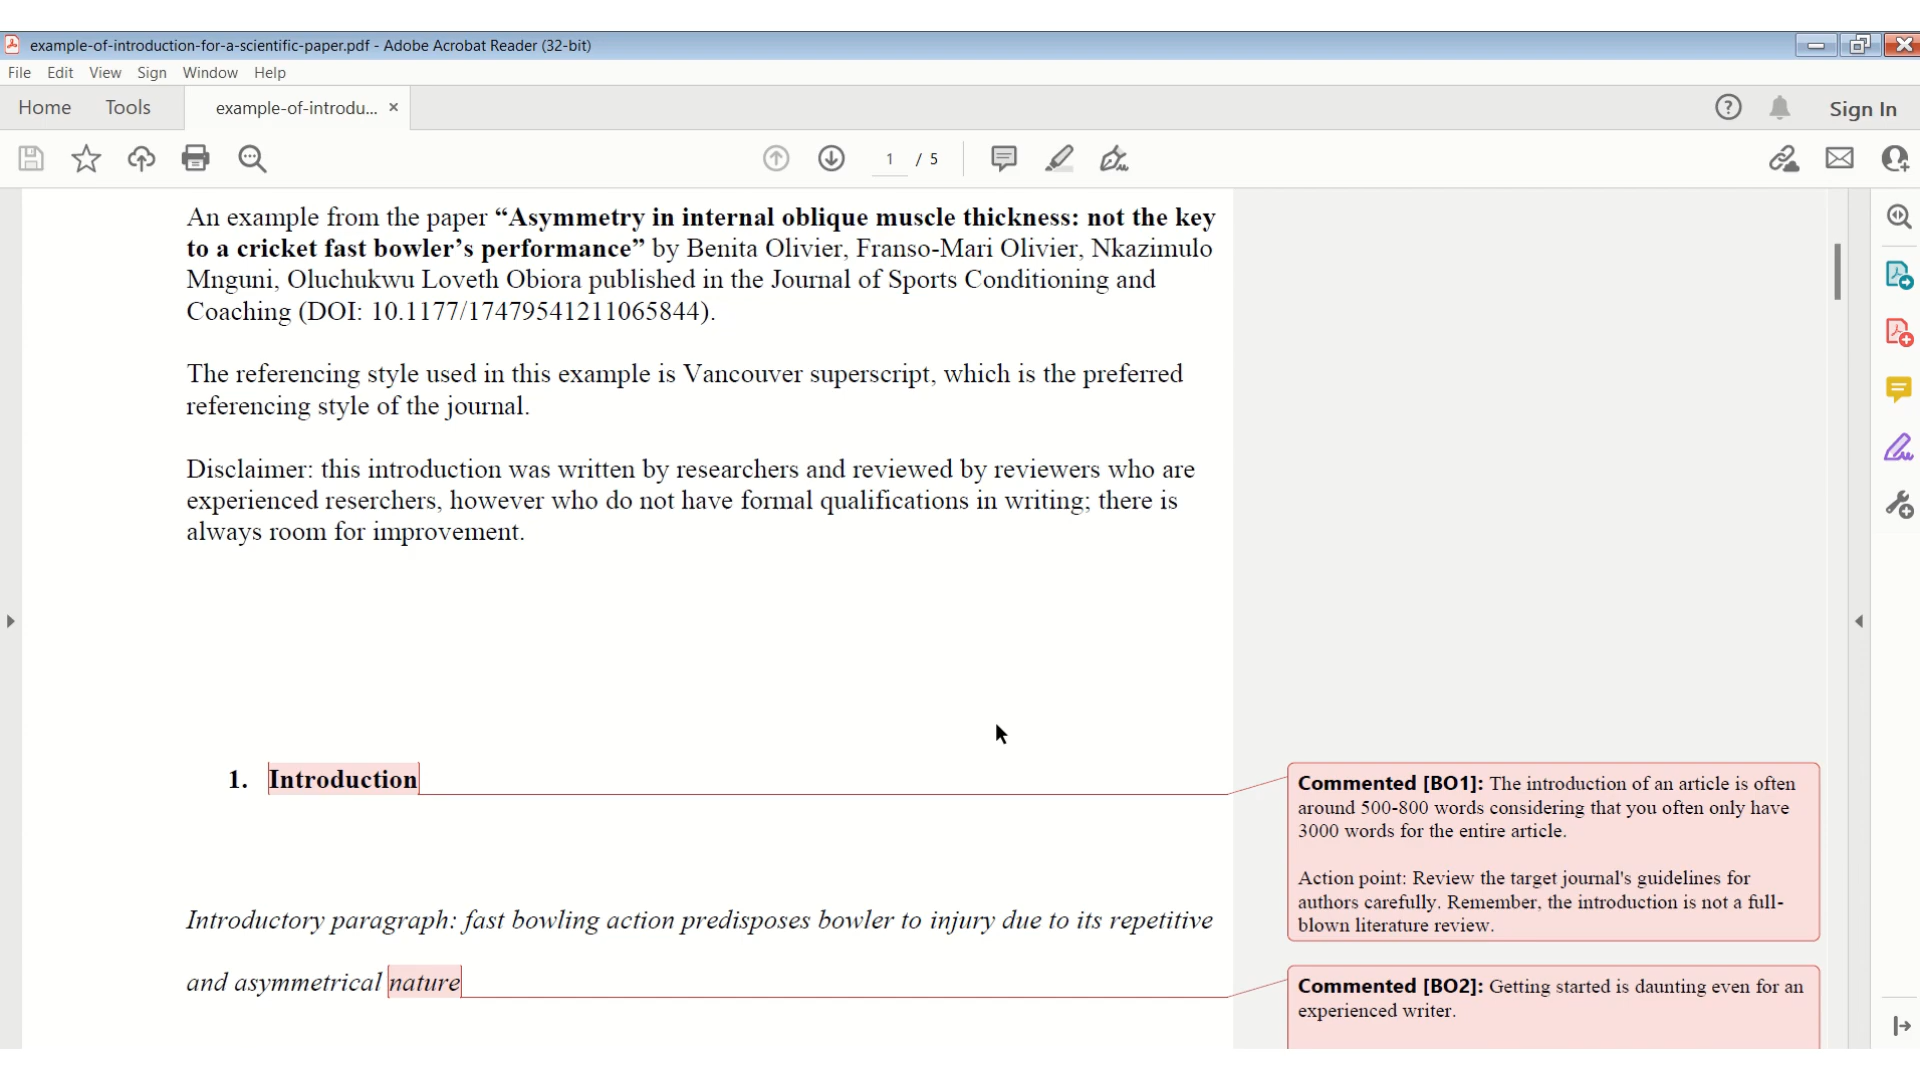 example-of-introduction-for-a-scientific-paper.pdf - Adobe Acrobat Reader (32-bit)
File Edit View Sign Window Help
Home Tools example-of-introdu... × Sign In
1 / 5
An example from the paper “Asymmetry in internal oblique muscle thickness: not the key
to a cricket fast bowler’s performance” by Benita Olivier, Franso-Mari Olivier, Nkazimulo
Mnguni, Oluchukwu Loveth Obiora published in the Journal of Sports Conditioning and
Coaching (DOI: 10.1177/17479541211065844).
The referencing style used in this example is Vancouver superscript, which is the preferred
referencing style of the journal.
Disclaimer: this introduction was written by researchers and reviewed by reviewers who are
experienced reserchers, however who do not have formal qualifications in writing; there is
always room for improvement.
1. Introduction
Commented [BO1]: The introduction of an article is often
around 500-800 words considering that you often only have
3000 words for the entire article.
Action point: Review the target journal's guidelines for
authors carefully. Remember, the introduction is not a full-
blown literature review.
Introductory paragraph: fast bowling action predisposes bowler to injury due to its repetitive
and asymmetrical nature
Commented [BO2]: Getting started is daunting even for an
experienced writer.